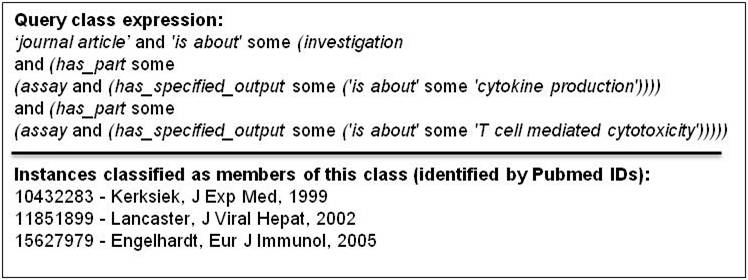 Query class expression:
‘journal article’ and 'is about' some (investigation
and (has_part some
(assay and (has_specified_output some ('is about' some 'cytokine production'))))
and (has_part some
(assay and (has_specified_output some ('is about' some 'T cell mediated cytotoxicity')))))
Instances classified as members of this class (identified by Pubmed IDs):
10432283 - Kerksiek, J Exp Med, 1999
11851899 - Lancaster, J Viral Hepat, 2002
15627979 - Engelhardt, Eur J Immunol, 2005